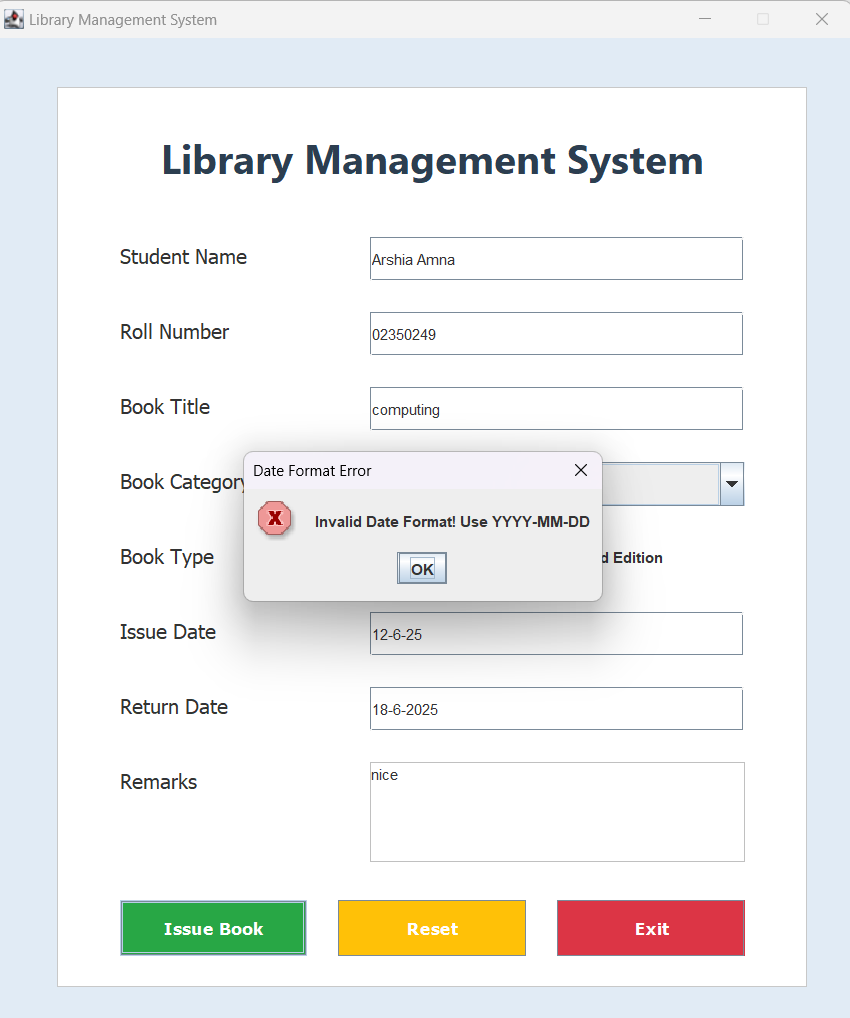 Library Management System
Library Management System
Student Name
Arshia Amna
Roll Number
02350249
Book Title
computing
Book Category
Date Format Error
Invalid Date Format! Use YYYY-MM-DD
OK
Book Type
d Edition
Issue Date
12-6-25
Return Date
18-6-2025
Remarks
nice
Issue Book
Reset
Exit